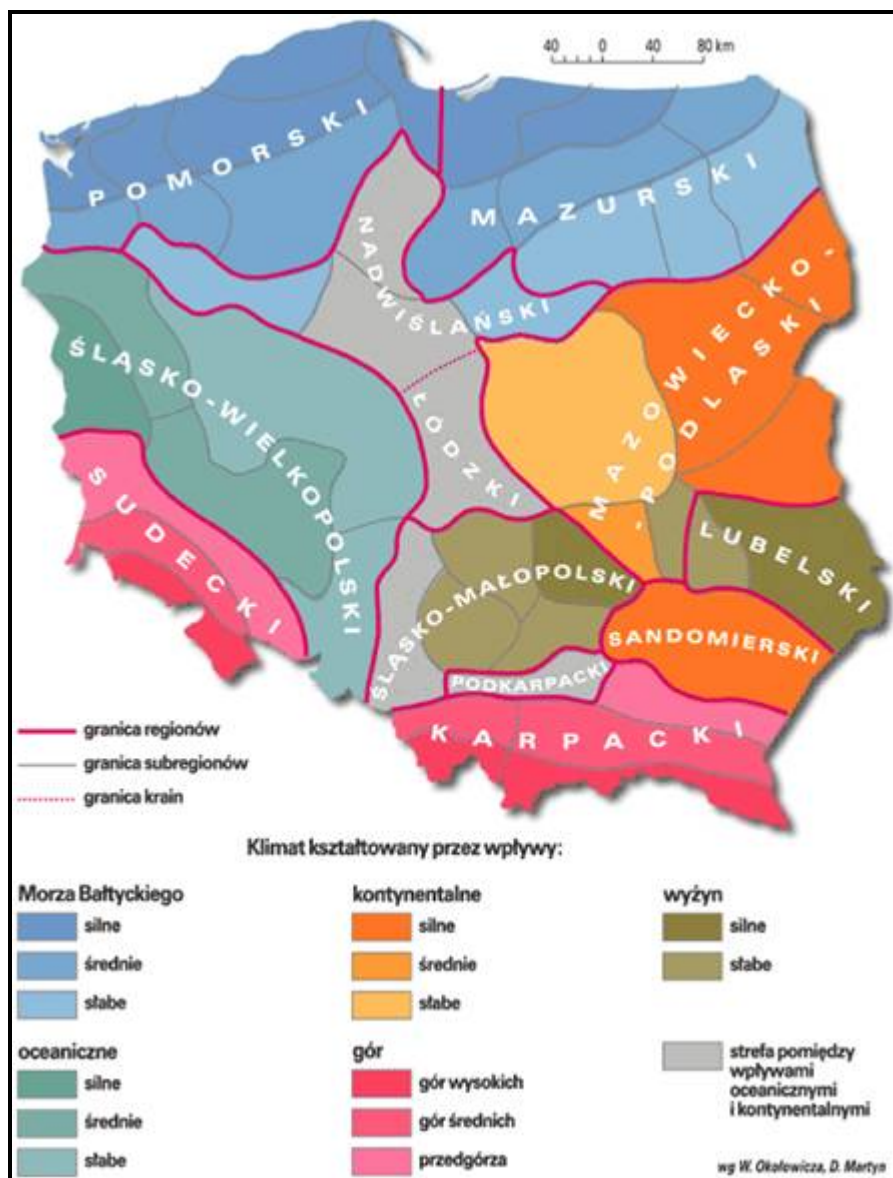 40 0 40 80 km
POMORSKI
MAZURSKI
NADWIŚLAŃSKI
MAZOWIECKO-
-PODLASKI
ŚLĄSKO-WIELKOPOLSKI
ŁÓDZKI
SUDECKI
LUBELSKI
ŚLĄSKO-MAŁOPOLSKI
SANDOMIERSKI
PODKARPACKI
KARPACKI
granica regionów
granica subregionów
granica krain
Klimat kształtowany przez wpływy:
Morza Bałtyckiego
silne
średnie
słabe
kontynentalne
silne
średnie
słabe
wyżyn
silne
słabe
oceaniczne
silne
średnie
słabe
gór
gór wysokich
gór średnich
przedgórza
strefa pomiędzy
wpływami
oceanicznymi
i kontynentalnymi
wg W. Okołowicza, D. Martyn